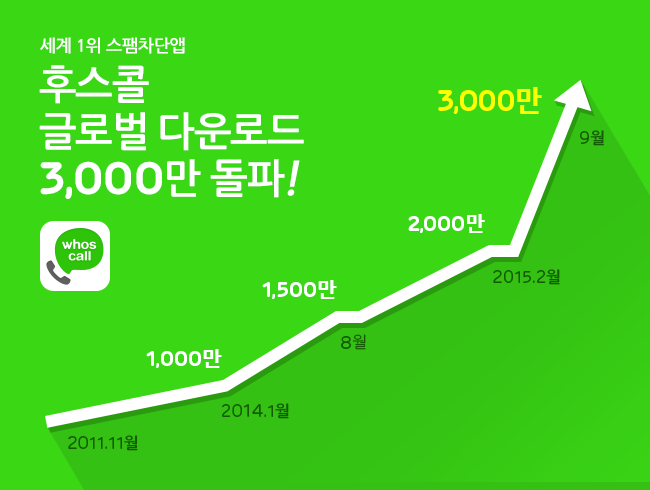 세계 1위 스팸차단앱
후스콜
글로벌 다운로드
3,000만 돌파!
whos
call
3,000만
9월
2,000만
2015.2월
1,500만
8월
1,000만
2014.1월
2011.11월